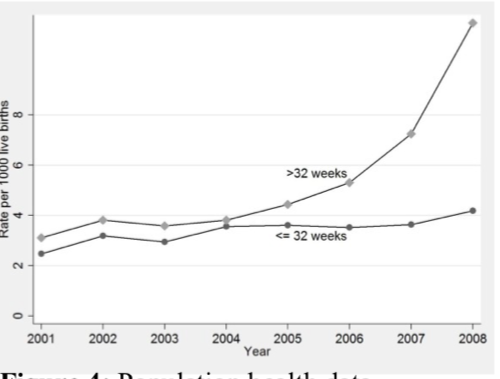 Rate per 1000 live births
8
6
4
2
0
>32 weeks
<= 32 weeks
2001 2002 2003 2004 2005 2006 2007 2008
Year
Figure 4: Population health data